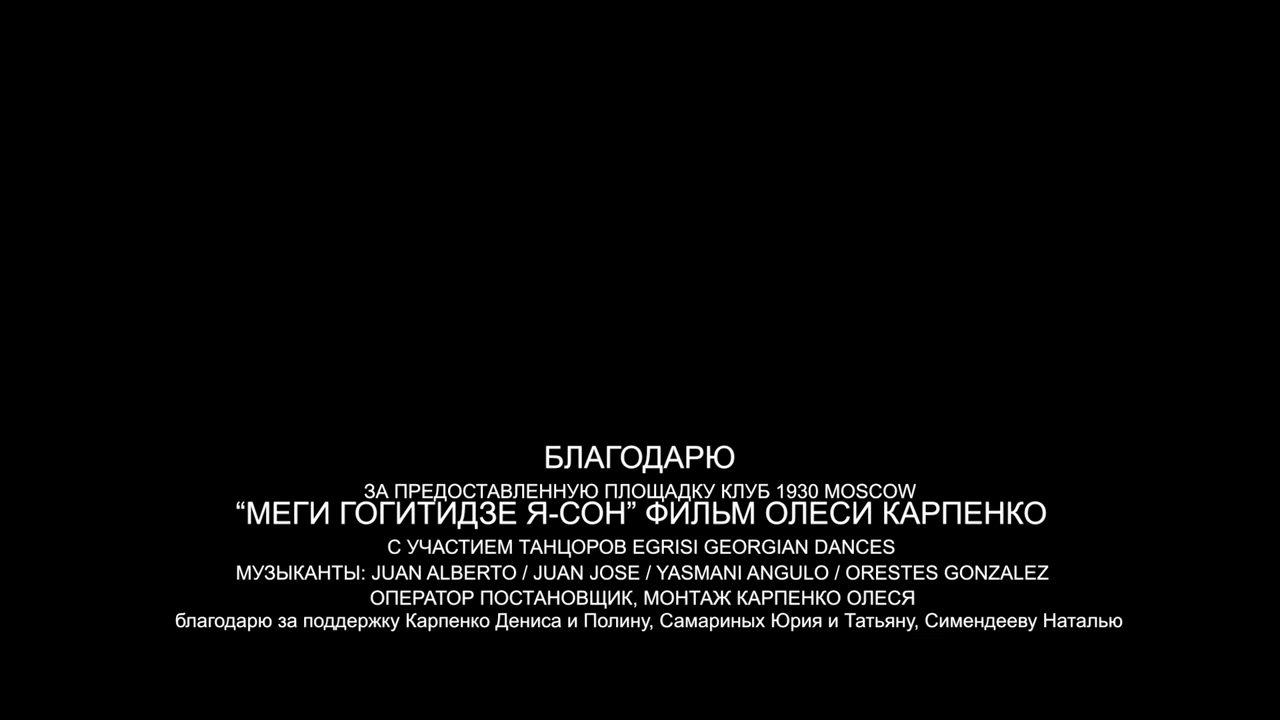 БЛАГОДАРЮ
ЗА ПРЕДОСТАВЛЕННУЮ ПЛОЩАДКУ КЛУБ 1930 MOSCOW
“МЕГИ ГОГИТИДЗЕ Я-СОН” ФИЛЬМ ОЛЕСИ КАРПЕНКО
С УЧАСТИЕМ ТАНЦОРОВ EGRISI GEORGIAN DANCES
МУЗЫКАНТЫ: JUAN ALBERTO / JUAN JOSE / YASMANI ANGULO / ORESTES GONZALEZ
ОПЕРАТОР ПОСТАНОВЩИК, МОНТАЖ КАРПЕНКО ОЛЕСЯ
благодарю за поддержку Карпенко Дениса и Полину, Самариных Юрия и Татьяну, Симендееву Наталью